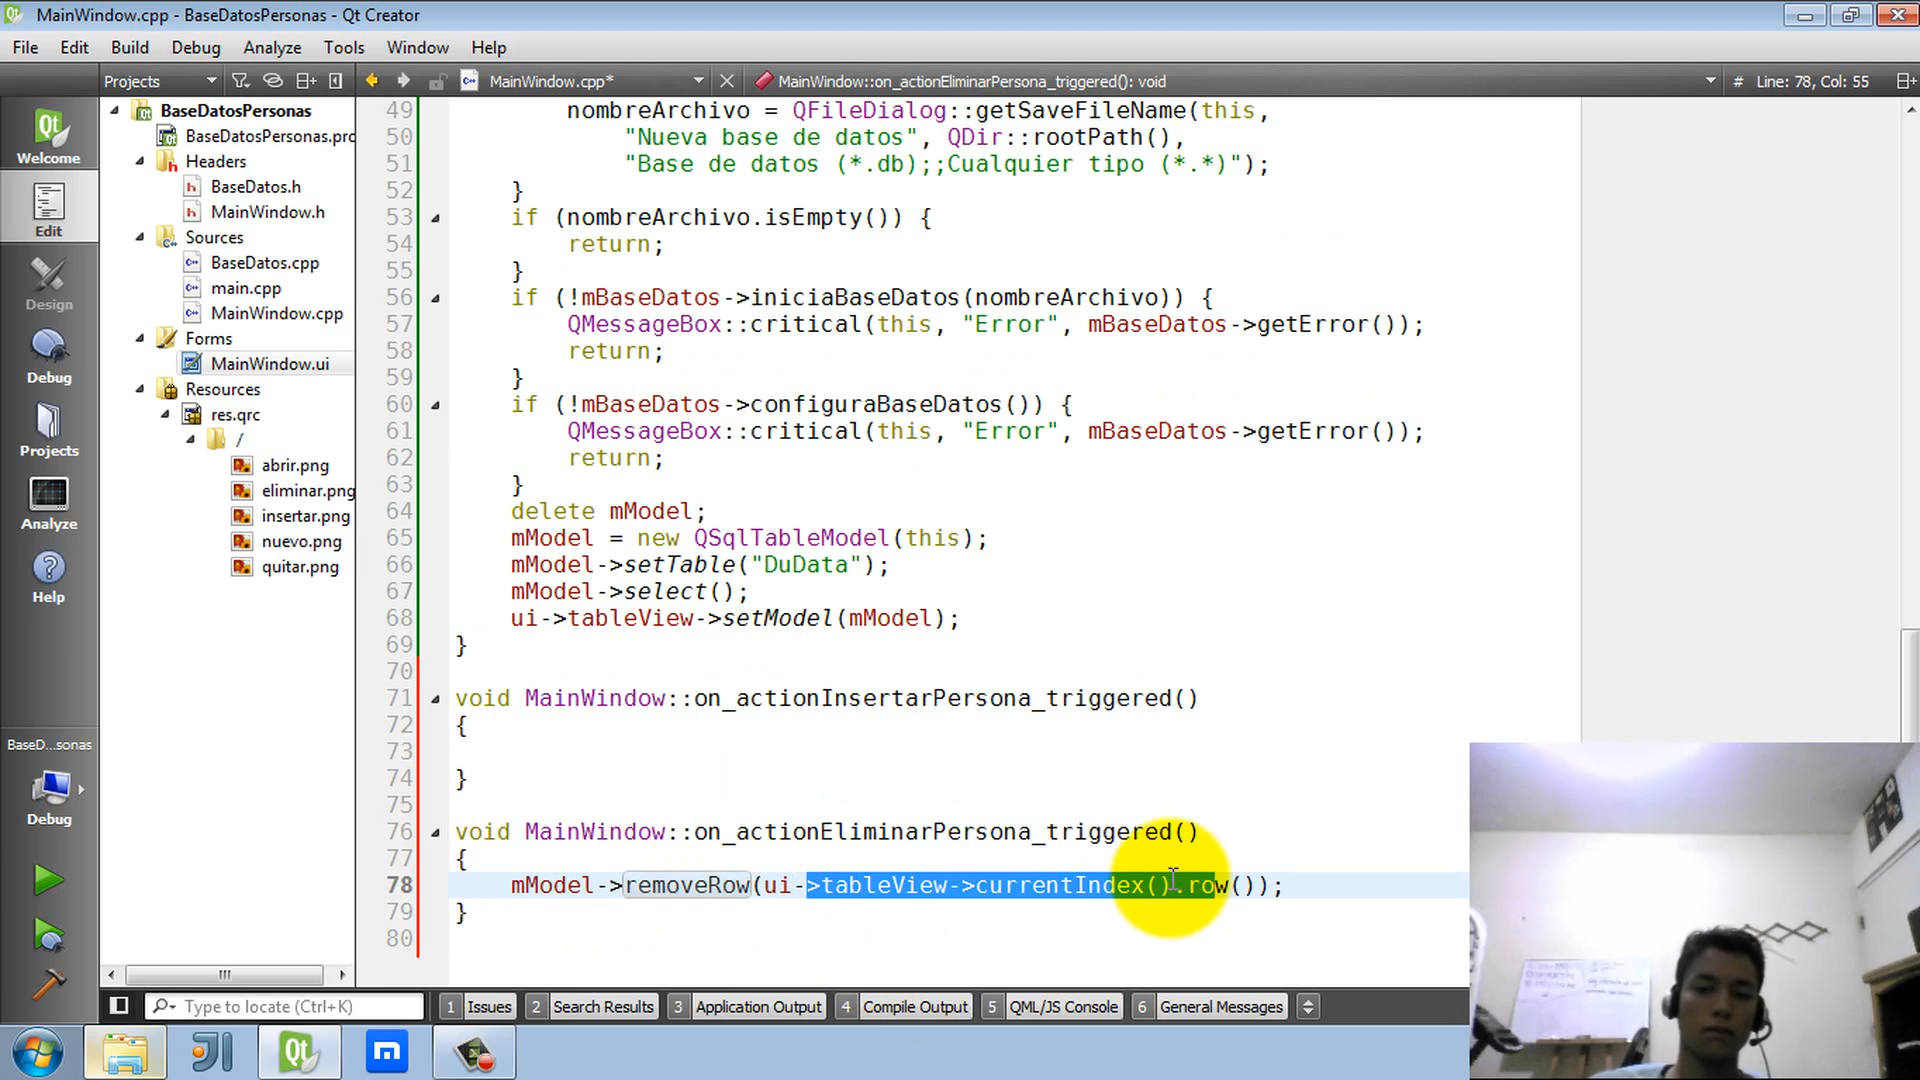 MainWindow.cpp - BaseDatosPersonas - Qt Creator
File Edit Build Debug Analyze Tools Window Help
Projects
MainWindow.cpp*
MainWindow::on_actionEliminarPersona_triggered(): void
# Line: 78, Col: 55
Welcome
Edit
Design
Debug
Projects
Analyze
Help
BaseD...sonas
Debug
BaseDatosPersonas
BaseDatosPersonas.prc
Headers
BaseDatos.h
MainWindow.h
Sources
BaseDatos.cpp
main.cpp
MainWindow.cpp
Forms
MainWindow.ui
Resources
res.qrc
/
abrir.png
eliminar.png
insertar.png
nuevo.png
quitar.png
49 nombreArchivo = QFileDialog::getSaveFileName(this,
50 "Nueva base de datos", QDir::rootPath(),
51 "Base de datos (*.db);;Cualquier tipo (*.*)");
52 }
53 if (nombreArchivo.isEmpty()) {
54 return;
55 }
56 if (!mBaseDatos->iniciaBaseDatos(nombreArchivo)) {
57 QMessageBox::critical(this, "Error", mBaseDatos->getError());
58 return;
59 }
60 if (!mBaseDatos->configuraBaseDatos()) {
61 QMessageBox::critical(this, "Error", mBaseDatos->getError());
62 return;
63 }
64 delete mModel;
65 mModel = new QSqlTableModel(this);
66 mModel->setTable("DuData");
67 mModel->select();
68 ui->tableView->setModel(mModel);
69 }
70
71 void MainWindow::on_actionInsertarPersona_triggered()
72 {
73
74 }
75
76 void MainWindow::on_actionEliminarPersona_triggered()
77 {
78 mModel->removeRow(ui->tableView->currentIndex().row());
79 }
80
Type to locate (Ctrl+K)
1 Issues 2 Search Results 3 Application Output 4 Compile Output 5 QML/JS Console 6 General Messages